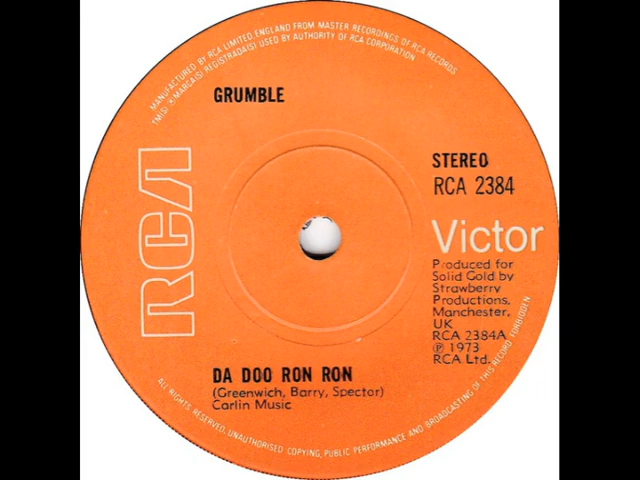 MANUFACTURED BY RCA LIMITED, ENGLAND FROM MASTER RECORDINGS OF RCA RECORDS
TM(S) ® MARCA(S) REGISTRADA(S) USED BY AUTHORITY OF RCA CORPORATION
GRUMBLE
RCA
STEREO
RCA 2384
Victor
Produced for
Solid Gold by
Strawberry
Productions,
Manchester,
UK
RCA 2384A
℗ 1973
RCA Ltd.
DA DOO RON RON
(Greenwich, Barry, Spector)
Carlin Music
ALL RIGHTS RESERVED. UNAUTHORISED COPYING, PUBLIC PERFORMANCE AND BROADCASTING OF THIS RECORD FORBIDDEN